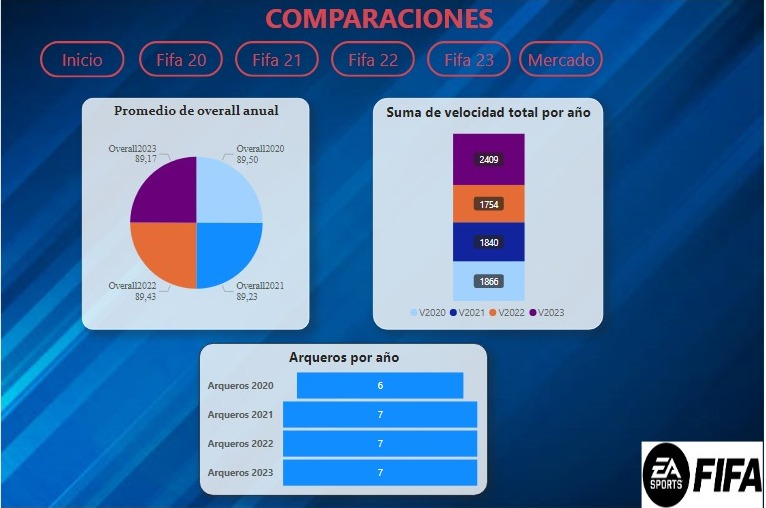 COMPARACIONES
Inicio
Fifa 20
Fifa 21
Fifa 22
Fifa 23
Mercado
Promedio de overall anual
Overall2023
89,17
Overall2020
89,50
Overall2022
89,43
Overall2021
89,23
Suma de velocidad total por año
2409
1754
1840
1866
V2020 V2021 V2022 V2023
Arqueros por año
Arqueros 2020 6
Arqueros 2021 7
Arqueros 2022 7
Arqueros 2023 7
EA
SPORTS
FIFA